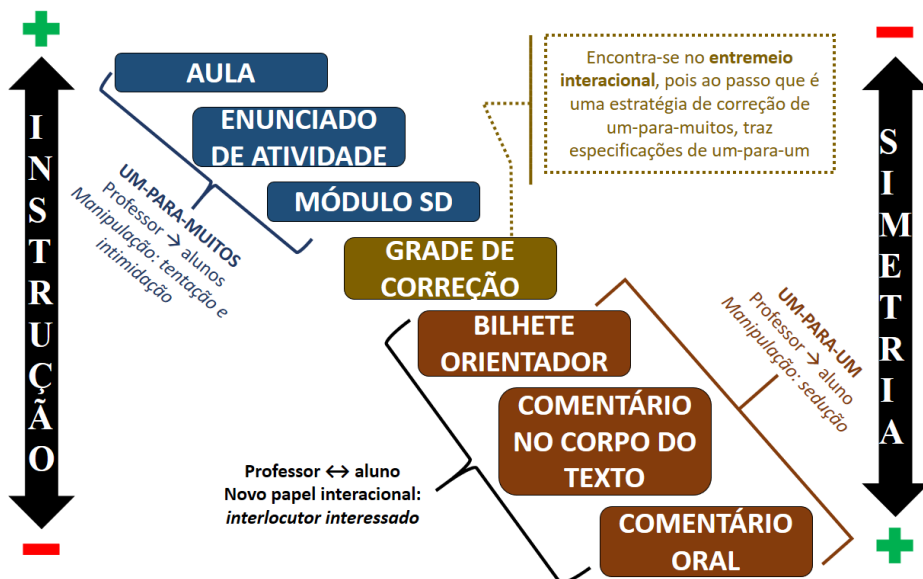 INSTRUÇÃO
AULA
ENUNCIADO
DE ATIVIDADE
MÓDULO SD
UM-PARA-MUITOS
Professor → alunos
Manipulação: tentação e
intimidação
GRADE DE
CORREÇÃO
Encontra-se no entremeio
interacional, pois ao passo que é
uma estratégia de correção de
um-para-muitos, traz
especificações de um-para-um
BILHETE
ORIENTADOR
COMENTÁRIO
NO CORPO DO
TEXTO
COMENTÁRIO
ORAL
UM-PARA-UM
Professor → aluno
Manipulação: sedução
Professor ↔ aluno
Novo papel interacional:
interlocutor interessado
SIMETRIA